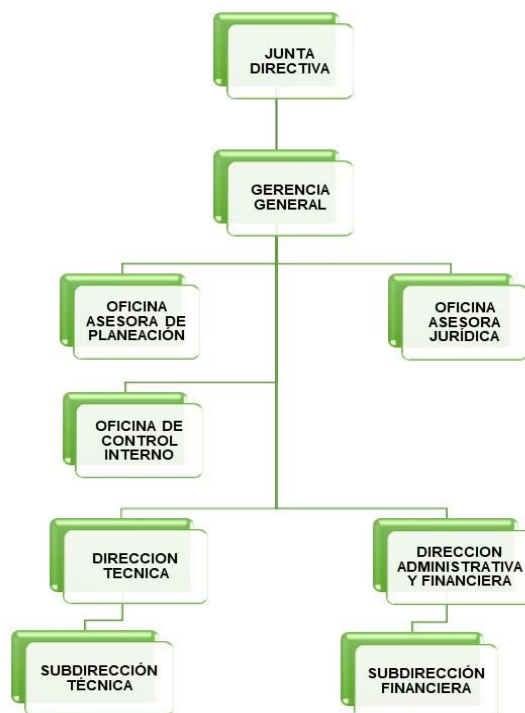 JUNTA
DIRECTIVA
GERENCIA
GENERAL
OFICINA
ASESORA DE
PLANEACIÓN
OFICINA
ASESORA
JURÍDICA
OFICINA DE
CONTROL
INTERNO
DIRECCION
TECNICA
DIRECCION
ADMINISTRATIVA
Y FINANCIERA
SUBDIRECCIÓN
TÉCNICA
SUBDIRECCIÓN
FINANCIERA